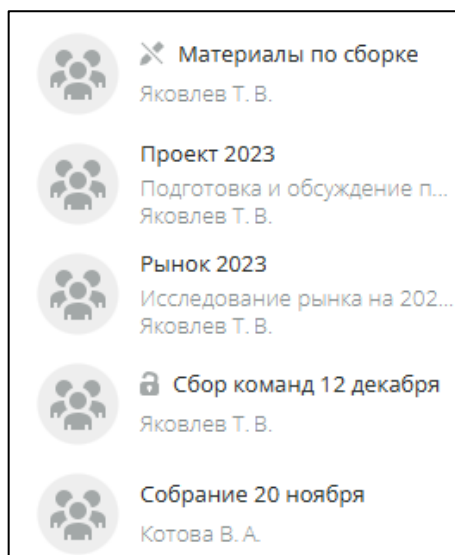 Материалы по сборке
Яковлев Т. В.
Проект 2023
Подготовка и обсуждение п...
Яковлев Т. В.
Рынок 2023
Исследование рынка на 202...
Яковлев Т. В.
Сбор команд 12 декабря
Яковлев Т. В.
Собрание 20 ноября
Котова В. А.